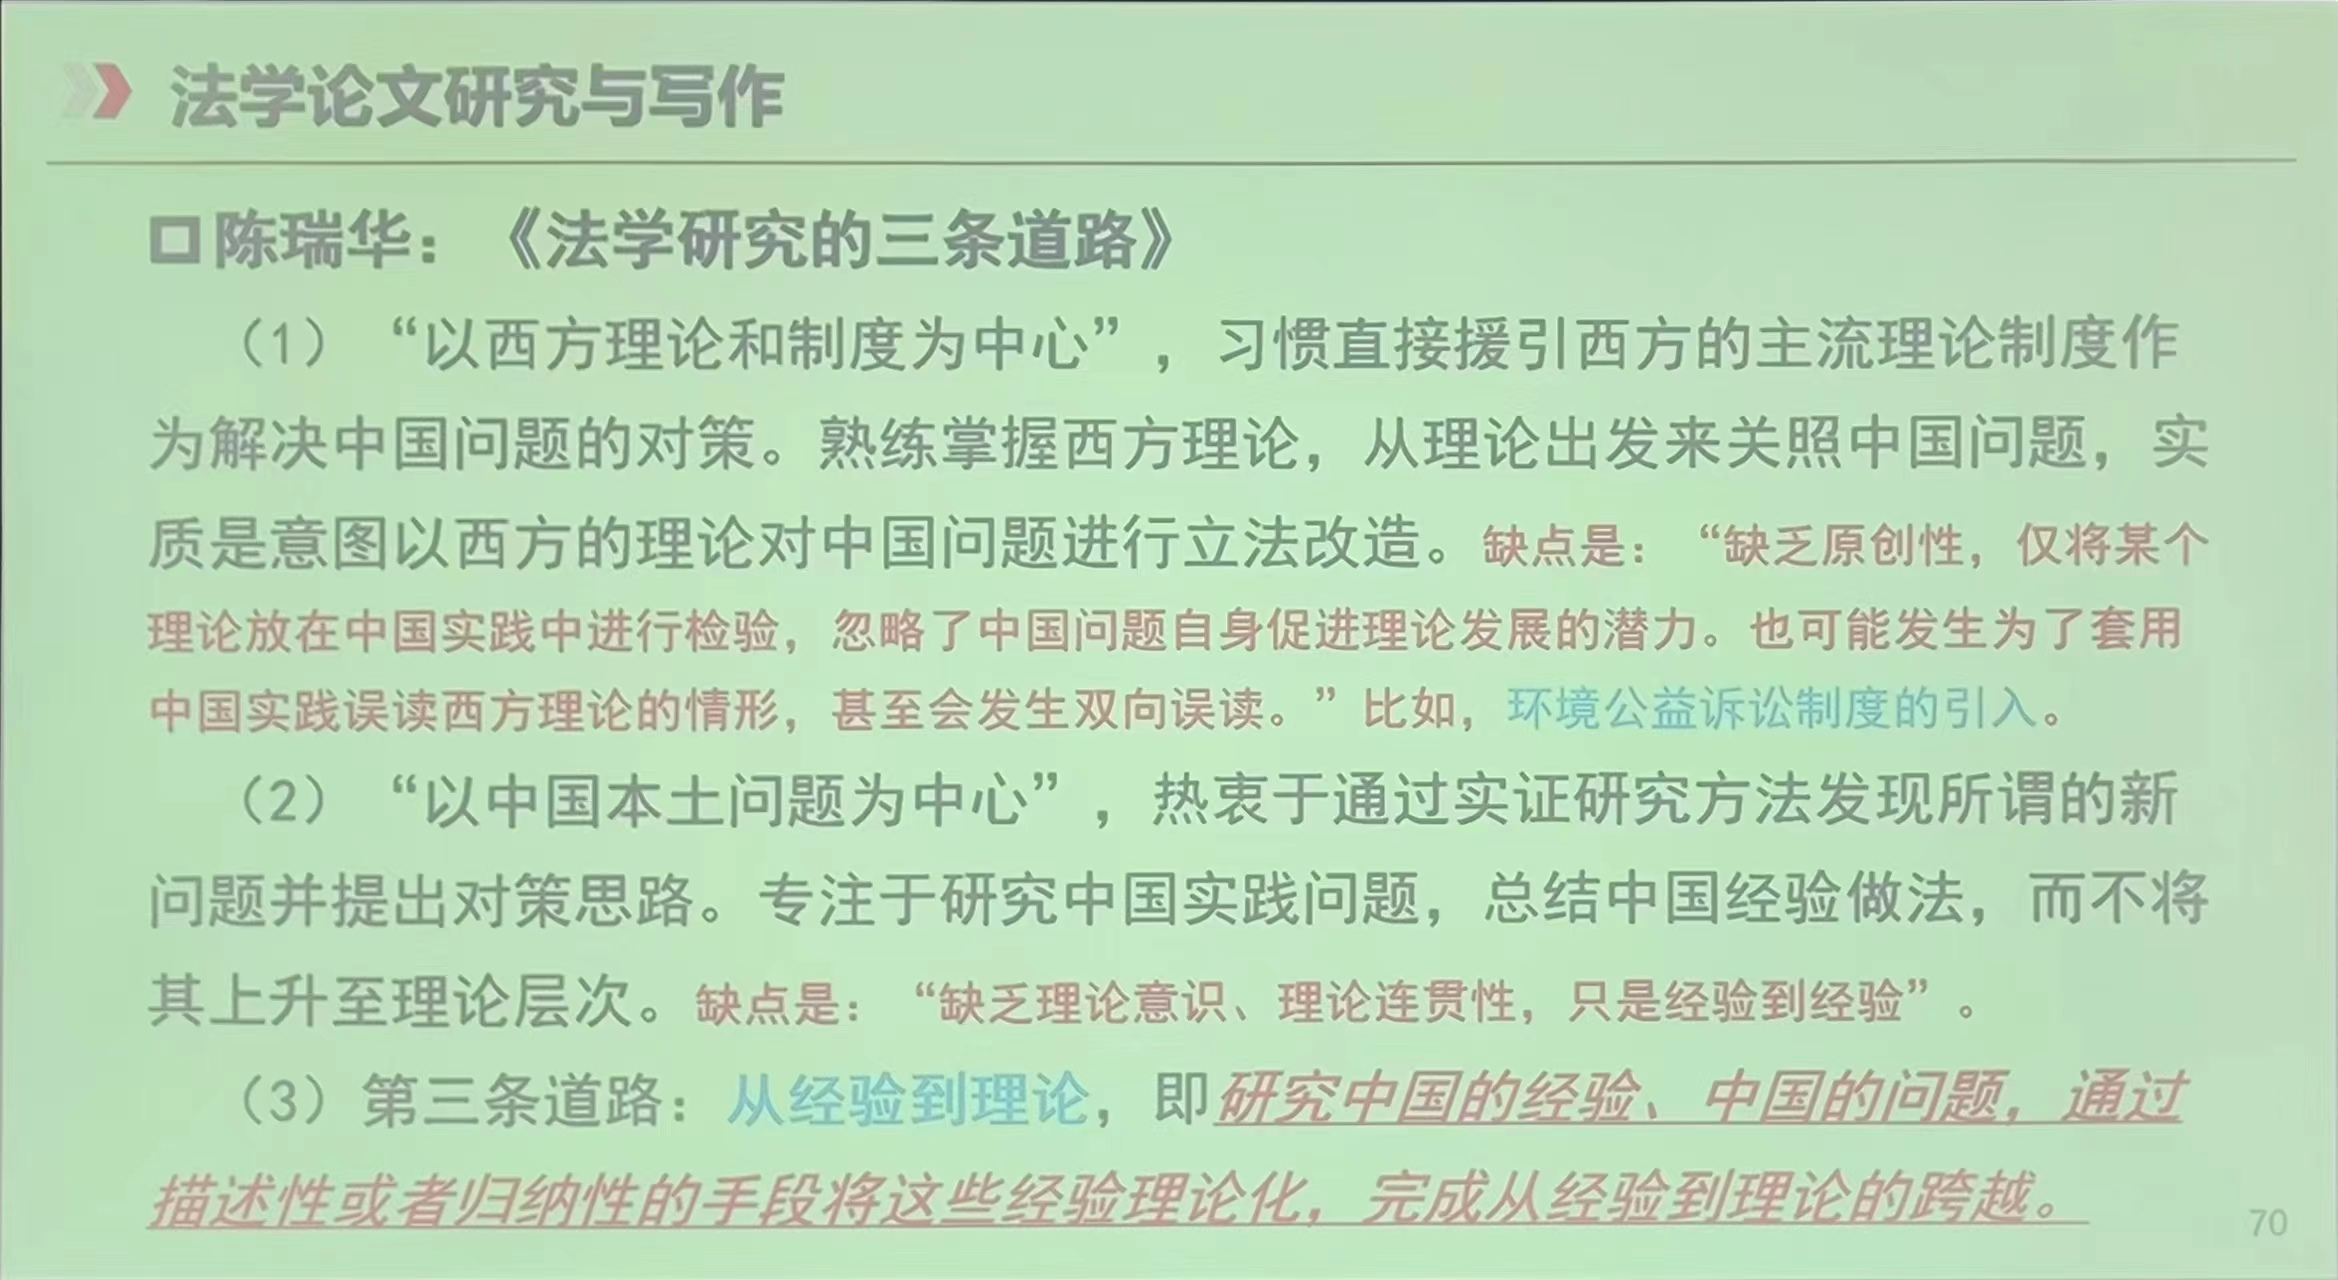 法学论文研究与写作
陈瑞华：《法学研究的三条道路》
（1）“以西方理论和制度为中心”，习惯直接援引西方的主流理论制度作
为解决中国问题的对策。熟练掌握西方理论，从理论出发来关照中国问题，实
质是意图以西方的理论对中国问题进行立法改造。缺点是：“缺乏原创性，仅将某个
理论放在中国实践中进行检验，忽略了中国问题自身促进理论发展的潜力。也可能发生为了套用
中国实践误读西方理论的情形，甚至会发生双向误读。”比如，环境公益诉讼制度的引入。
（2）“以中国本土问题为中心”，热衷于通过实证研究方法发现所谓的新
问题并提出对策思路。专注于研究中国实践问题，总结中国经验做法，而不将
其上升至理论层次。缺点是：“缺乏理论意识、理论连贯性，只是经验到经验”。
（3）第三条道路：从经验到理论，即研究中国的经验、中国的问题，通过
描述性或者归纳性的手段将这些经验理论化，完成从经验到理论的跨越。
70